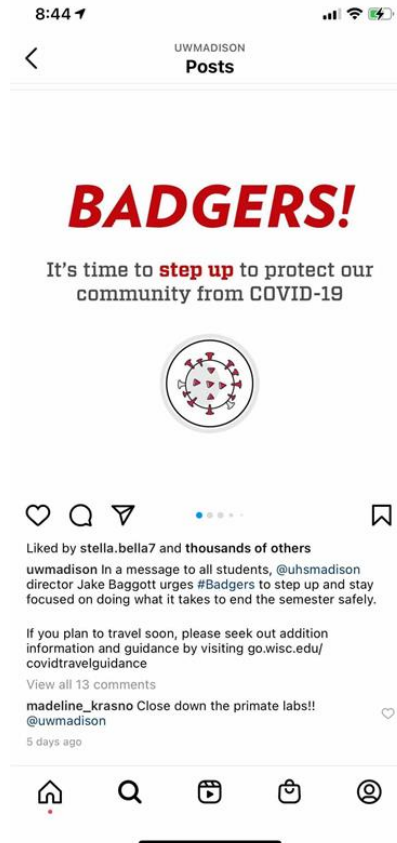 8:44
UWMADISON
Posts
BADGERS!
It's time to step up to protect our
community from COVID-19
Liked by stella.bella7 and thousands of others
uwmadison In a message to all students, @uhsmadison
director Jake Baggott urges #Badgers to step up and stay
focused on doing what it takes to end the semester safely.
If you plan to travel soon, please seek out addition
information and guidance by visiting go.wisc.edu/
covidtravelguidance
View all 13 comments
madeline_krasno Close down the primate labs!!
@uwmadison
5 days ago